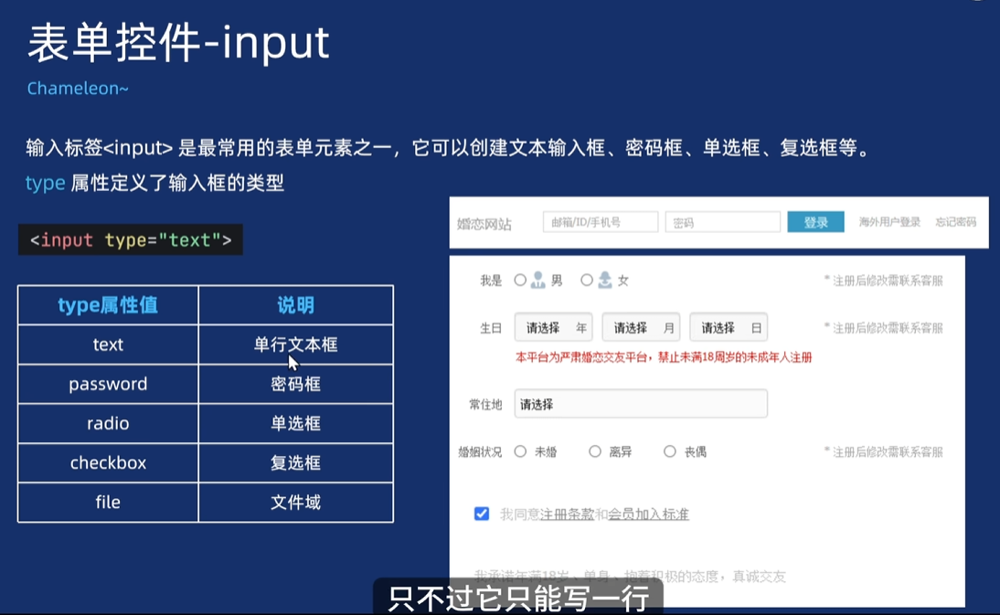 表单控件-input
Chameleon~
输入标签<input> 是最常用的表单元素之一，它可以创建文本输入框、密码框、单选框、复选框等。
type 属性定义了输入框的类型
<input type="text">
type属性值 说明
text 单行文本框
password 密码框
radio 单选框
checkbox 复选框
file 文件域
婚恋网站 邮箱/ID/手机号 密码 登录 海外用户登录 忘记密码
我是 男 女 *注册后修改需联系客服
生日 请选择 年 请选择 月 请选择 日 *注册后修改需联系客服
本平台为严肃婚恋交友平台，禁止未满18周岁的未成年人注册
常住地 请选择
婚姻状况 未婚 离异 丧偶 *注册后修改需联系客服
我同意注册条款和会员加入标准
我承诺年满18岁、单身、抱着积极的态度，真诚交友
只不过它只能写一行